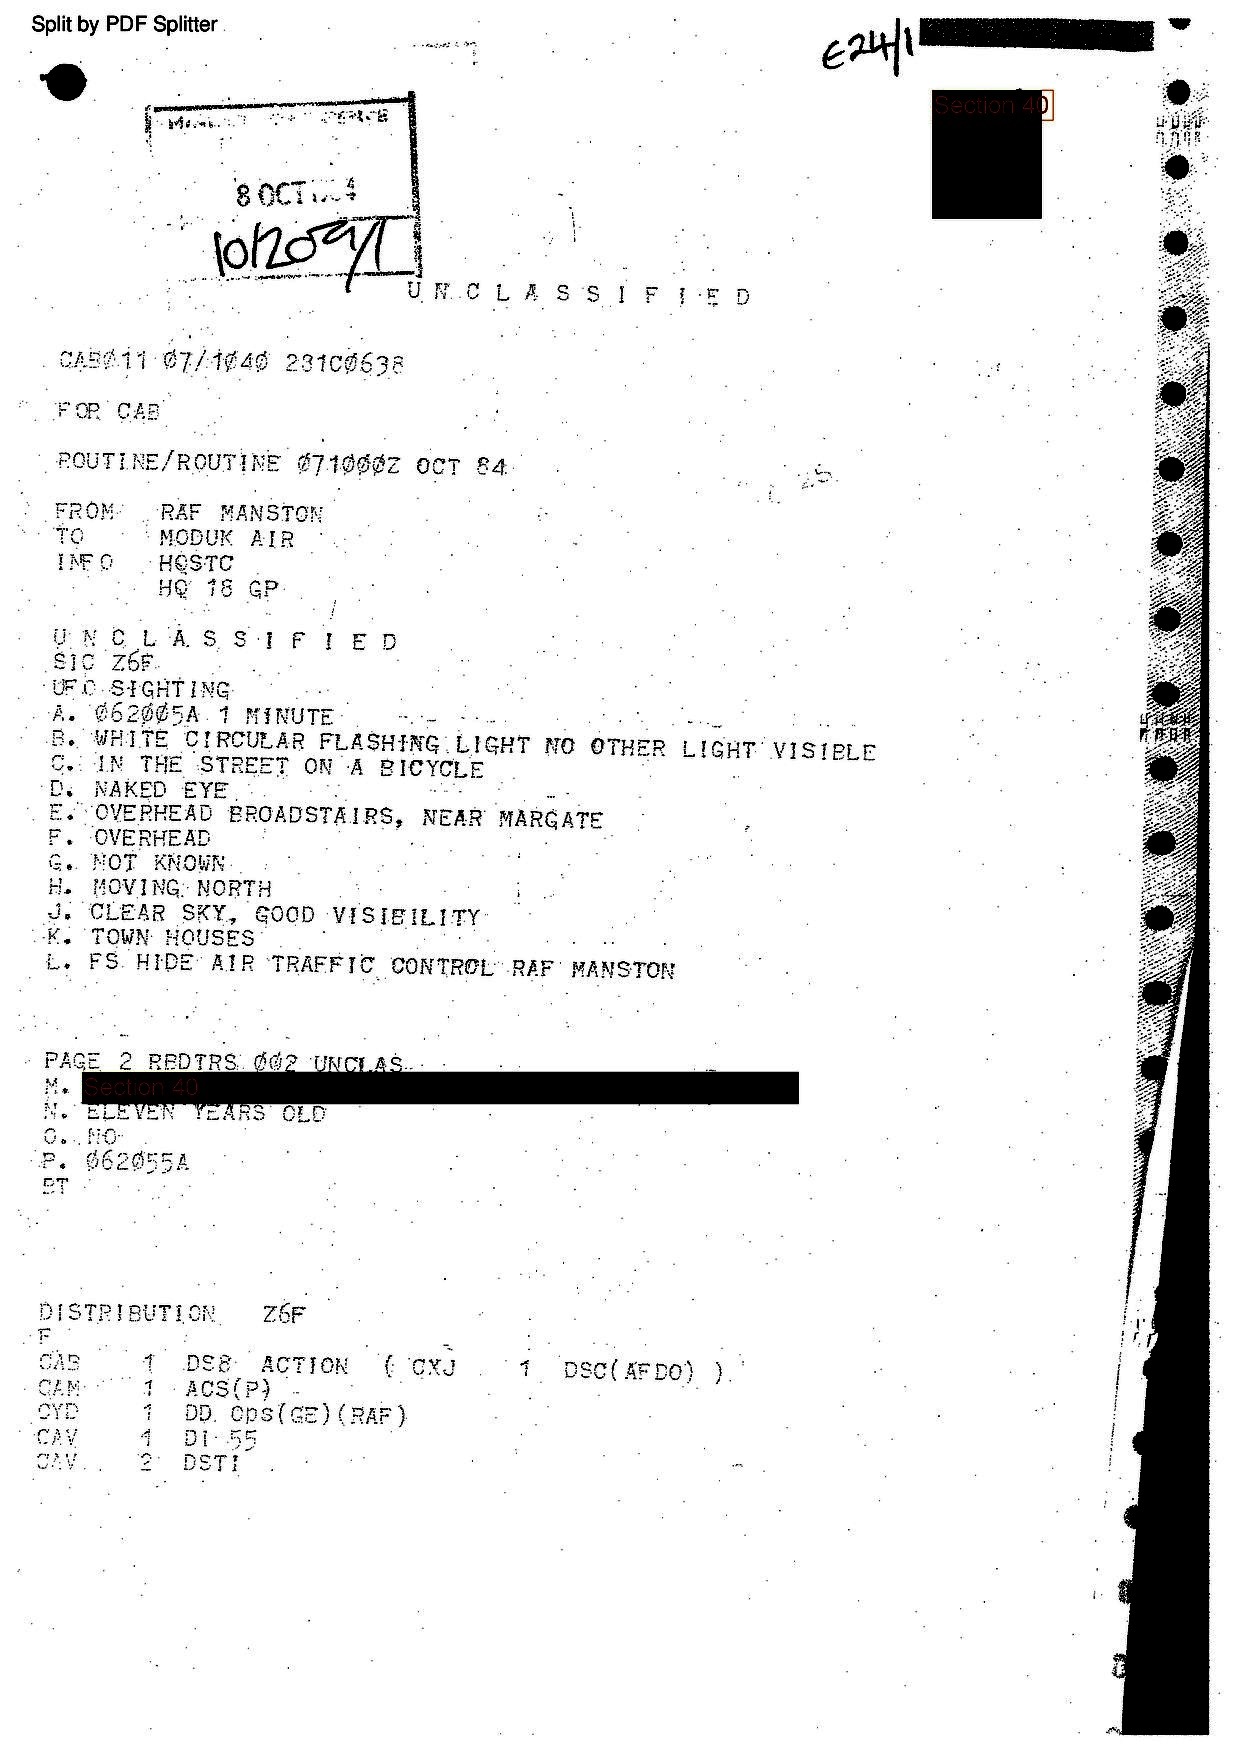 Split by PDF Splitter
E24/1
Section 40
8 OCT
10/209/1
U N C L A S S I F I E D
CAB011 07/1040 281C0638
FOR CAB
ROUTINE/ROUTINE 071000Z OCT 84
FROM RAF MANSTON
TO MODUK AIR
INFO HQSTC
HQ 18 GP
U N C L A S S I F I E D
SIC Z6F
UFO SIGHTING
A. 062005A 1 MINUTE
B. WHITE CIRCULAR FLASHING LIGHT NO OTHER LIGHT VISIBLE
C. IN THE STREET ON A BICYCLE
D. NAKED EYE
E. OVERHEAD BROADSTAIRS, NEAR MARGATE
F. OVERHEAD
G. NOT KNOWN
H. MOVING NORTH
J. CLEAR SKY, GOOD VISIBILITY
K. TOWN HOUSES
L. FS HIDE AIR TRAFFIC CONTROL RAF MANSTON
PAGE 2 RBDTRS 002 UNCLAS
M. Section 40
N. ELEVEN YEARS OLD
O. NO
P. 062055A
BT
DISTRIBUTION Z6F
F
CAB 1 DS8 ACTION ( CXJ 1 DSC(AFDO) )
CAM 1 ACS(P)
CYD 1 DD Ops(GE)(RAF)
CAV 1 DI 55
CAV 2 DSTI